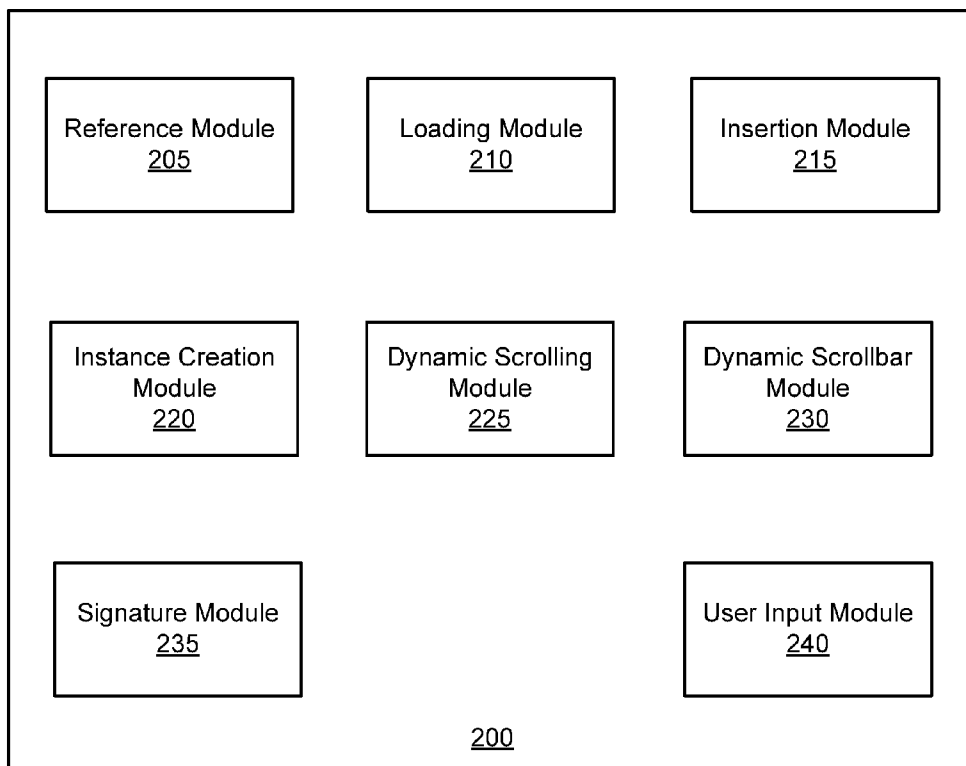 Reference Module
205
Loading Module
210
Insertion Module
215
Instance Creation
Module
220
Dynamic Scrolling
Module
225
Dynamic Scrollbar
Module
230
Signature Module
235
User Input Module
240
200